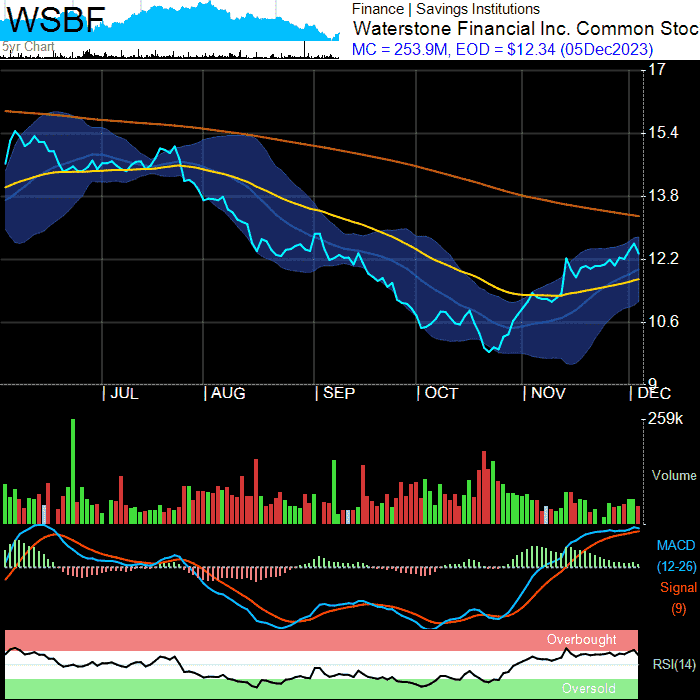 WSBF
5yr Chart
Finance | Savings Institutions
Waterstone Financial Inc. Common Stoc
MC = 253.9M, EOD = $12.34 (05Dec2023)
17
15.4
13.8
12.2
10.6
9
JUL AUG SEP OCT NOV DEC
259k
Volume
MACD
(12-26)
Signal
(9)
Overbought
RSI(14)
Oversold